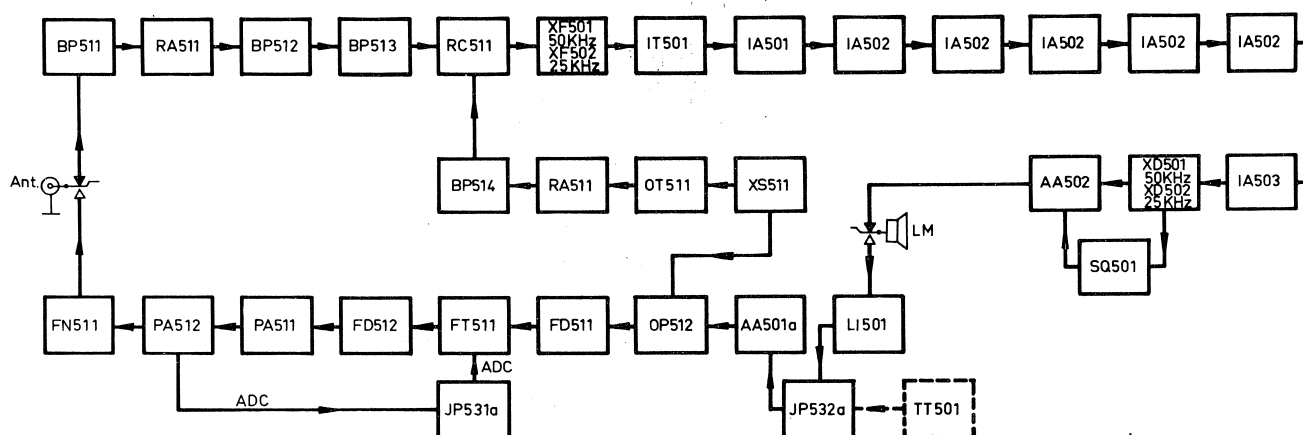 BP511
RA511
BP512
BP513
RC511
XF501
50KHz
XF502
25KHz
IT501
IA501
IA502
IA502
IA502
IA502
IA502
Ant.
BP514
RA511
OT511
XS511
LM
AA502
XD501
50KHz
XD502
25KHz
IA503
SQ501
FN511
PA512
PA511
FD512
FT511
FD511
OP512
AA501a
LI501
ADC
ADC
JP531a
JP532a
TT501